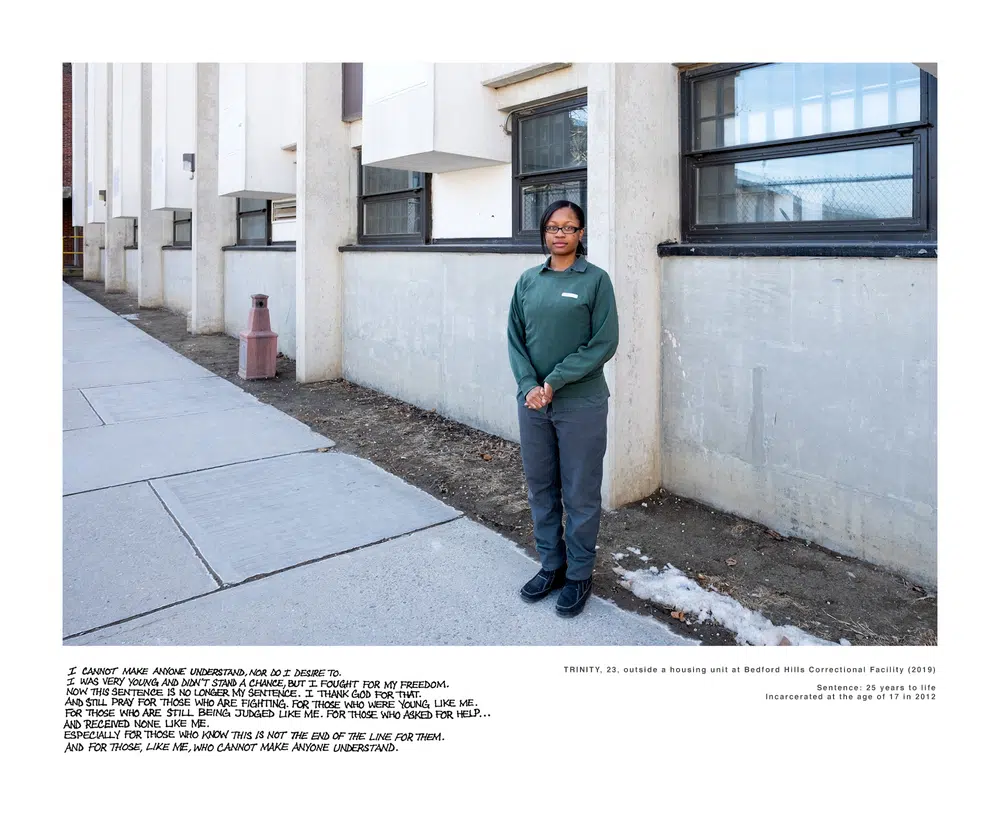 I CANNOT MAKE ANYONE UNDERSTAND, NOR DO I DESIRE TO.
I WAS VERY YOUNG AND DIDN'T STAND A CHANCE, BUT I FOUGHT FOR MY FREEDOM.
NOW THIS SENTENCE IS NO LONGER MY SENTENCE. I THANK GOD FOR THAT.
AND STILL PRAY FOR THOSE WHO ARE FIGHTING. FOR THOSE WHO WERE YOUNG LIKE ME.
FOR THOSE WHO ARE STILL BEING JUDGED LIKE ME. FOR THOSE WHO ASKED FOR HELP...
AND RECEIVED NONE LIKE ME.
ESPECIALLY FOR THOSE WHO KNOW THIS IS NOT THE END OF THE LINE FOR THEM.
AND FOR THOSE, LIKE ME, WHO CANNOT MAKE ANYONE UNDERSTAND.
TRINITY, 23, outside a housing unit at Bedford Hills Correctional Facility (2019)
Sentence: 25 years to life
Incarcerated at the age of 17 in 2012